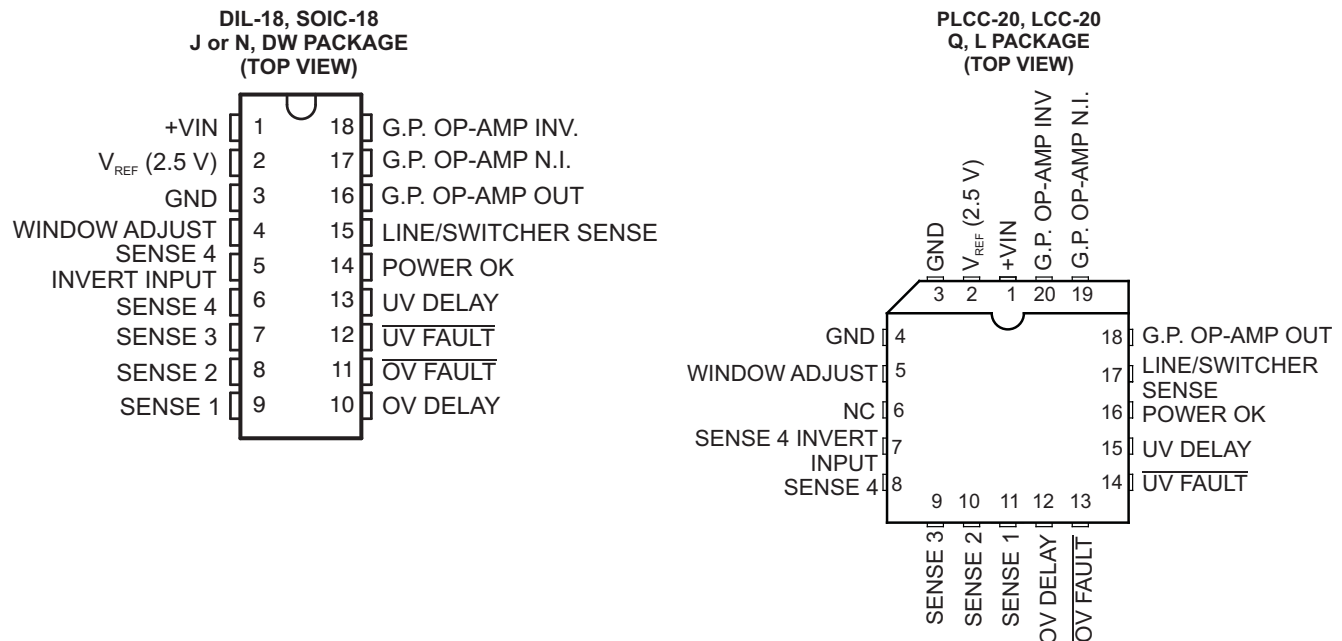 DIL-18, SOIC-18
J or N, DW PACKAGE
(TOP VIEW)
+VIN 1 18 G.P. OP-AMP INV.
VREF (2.5 V) 2 17 G.P. OP-AMP N.I.
GND 3 16 G.P. OP-AMP OUT
WINDOW ADJUST 4 15 LINE/SWITCHER SENSE
SENSE 4
INVERT INPUT 5 14 POWER OK
SENSE 4 6 13 UV DELAY
SENSE 3 7 12 UV FAULT
SENSE 2 8 11 OV FAULT
SENSE 1 9 10 OV DELAY
PLCC-20, LCC-20
Q, L PACKAGE
(TOP VIEW)
GND
VREF (2.5 V)
+VIN
G.P. OP-AMP INV
G.P. OP-AMP N.I.
3 2 1 20 19
GND 4 18 G.P. OP-AMP OUT
WINDOW ADJUST 5 17 LINE/SWITCHER
SENSE
NC 6 16 POWER OK
SENSE 4 INVERT
INPUT 7 15 UV DELAY
SENSE 4 8 14 UV FAULT
9 10 11 12 13
SENSE 3
SENSE 2
SENSE 1
OV DELAY
OV FAULT